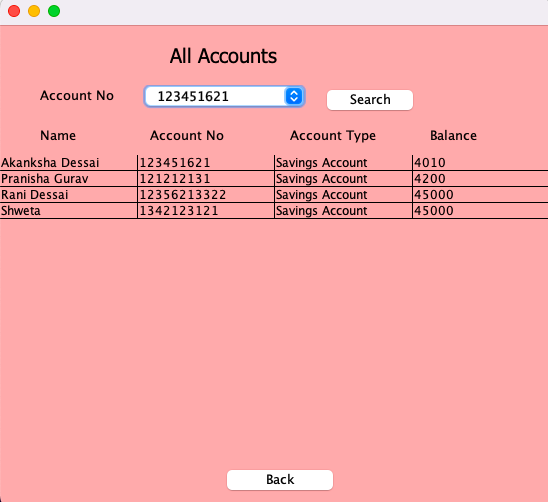 All Accounts
Account No 123451621 Search
Name Account No Account Type Balance
Akanksha Dessai 123451621 Savings Account 4010
Pranisha Gurav 121212131 Savings Account 4200
Rani Dessai 12356213322 Savings Account 45000
Shweta 1342123121 Savings Account 45000
Back